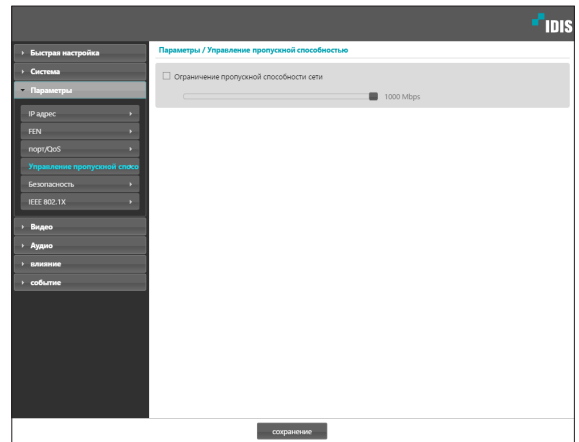 IDIS
Быстрая настройка
Система
Параметры
IP адрес
FEN
порт/QoS
Управление пропускной спосо
Безопасность
IEEE 802.1X
Видео
Аудио
влияние
событие
Параметры / Управление пропускной способностью
Ограничение пропускной способности сети
1000 Mbps
сохранение